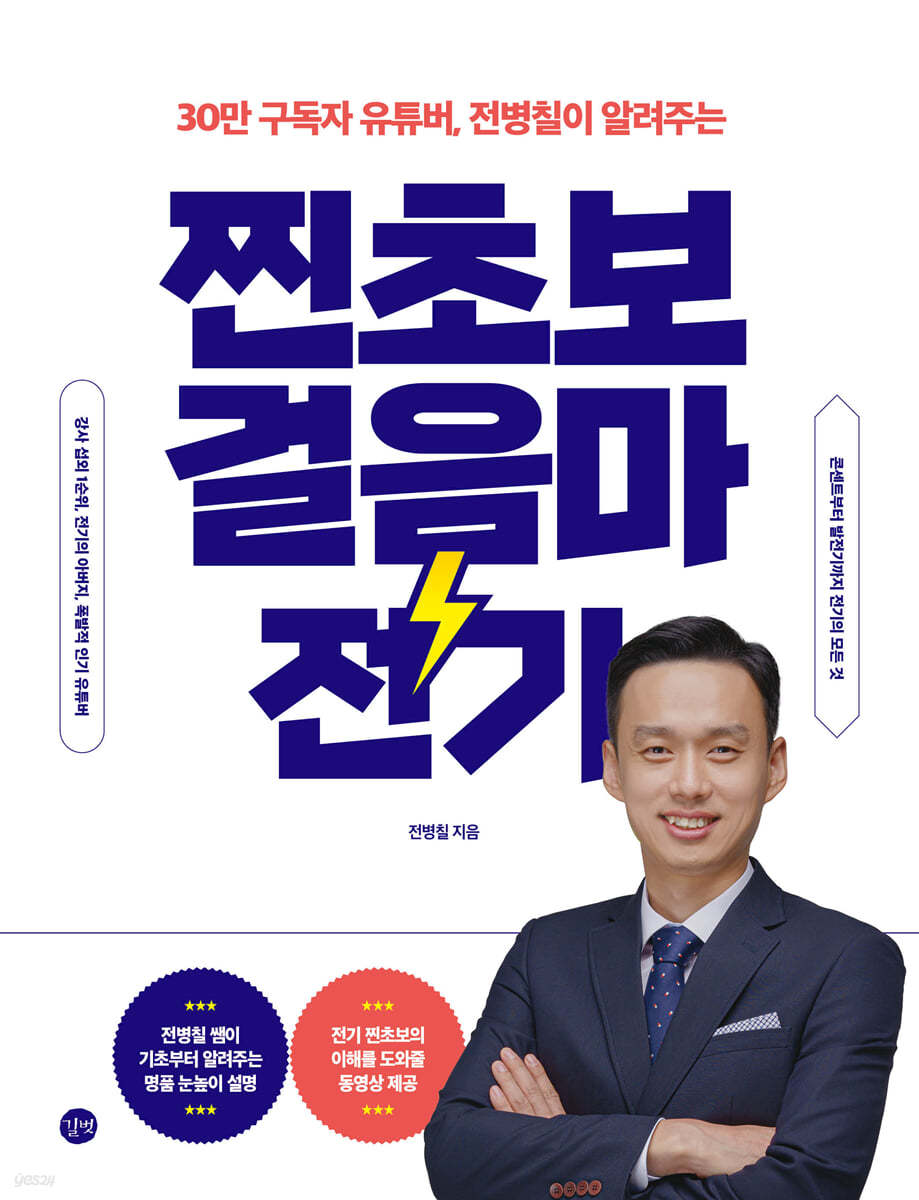 30만 구독자 유튜버, 전병칠이 알려주는
찐초보
걸음마
전기
강사 섭외 1순위, 전기의 아버지, 폭발적 인기 유튜버
콘센트부터 발전기까지 전기의 모든 것
전병칠 지음
전병칠 쌤이
기초부터 알려주는
명품 눈높이 설명
전기 찐초보의
이해를 도와줄
동영상 제공
길벗
yes24